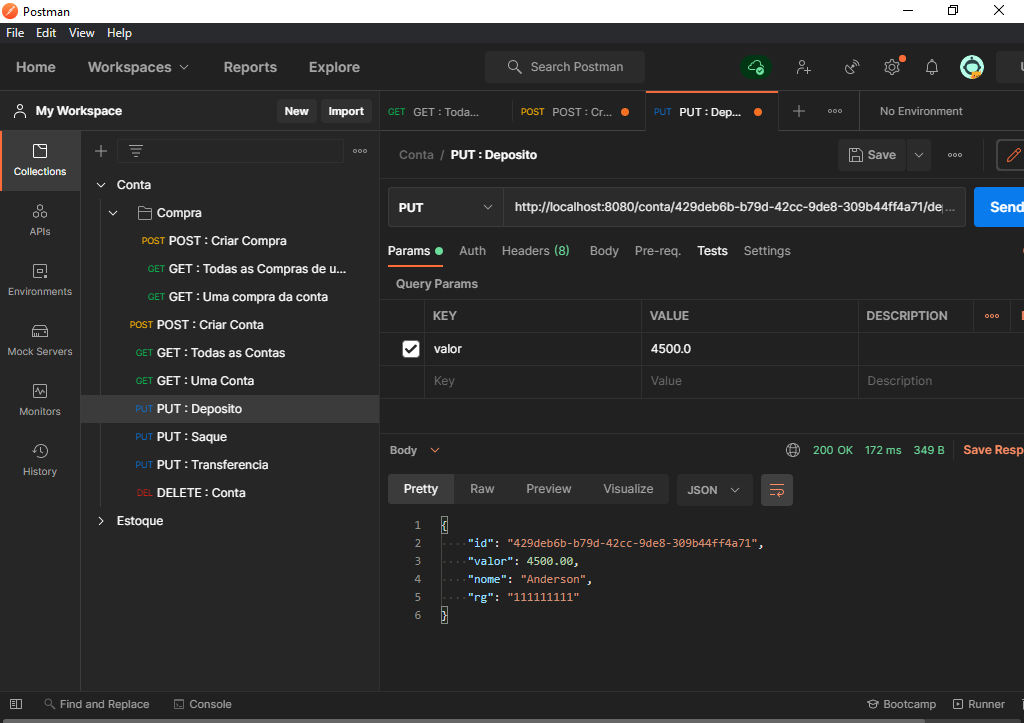 Postman
File Edit View Help
Home Workspaces Reports Explore Search Postman
My Workspace New Import GET GET : Toda... POST POST : Cr... PUT PUT : Dep... No Environment
Conta / PUT : Deposito Save
Collections
APIs
Environments
Mock Servers
Monitors
History
Conta
Compra
POST POST : Criar Compra
GET GET : Todas as Compras de u...
GET GET : Uma compra da conta
POST POST : Criar Conta
GET GET : Todas as Contas
GET GET : Uma Conta
PUT PUT : Deposito
PUT PUT : Saque
PUT PUT : Transferencia
DEL DELETE : Conta
Estoque
PUT http://localhost:8080/conta/429deb6b-b79d-42cc-9de8-309b44ff4a71/de... Send
Params Auth Headers (8) Body Pre-req. Tests Settings
Query Params
KEY VALUE DESCRIPTION
valor 4500.0
Key Value Description
Body 200 OK 172 ms 349 B Save Resp
Pretty Raw Preview Visualize JSON
1 {
2 "id": "429deb6b-b79d-42cc-9de8-309b44ff4a71",
3 "valor": 4500.00,
4 "nome": "Anderson",
5 "rg": "111111111"
6 }
Find and Replace Console Bootcamp Runner